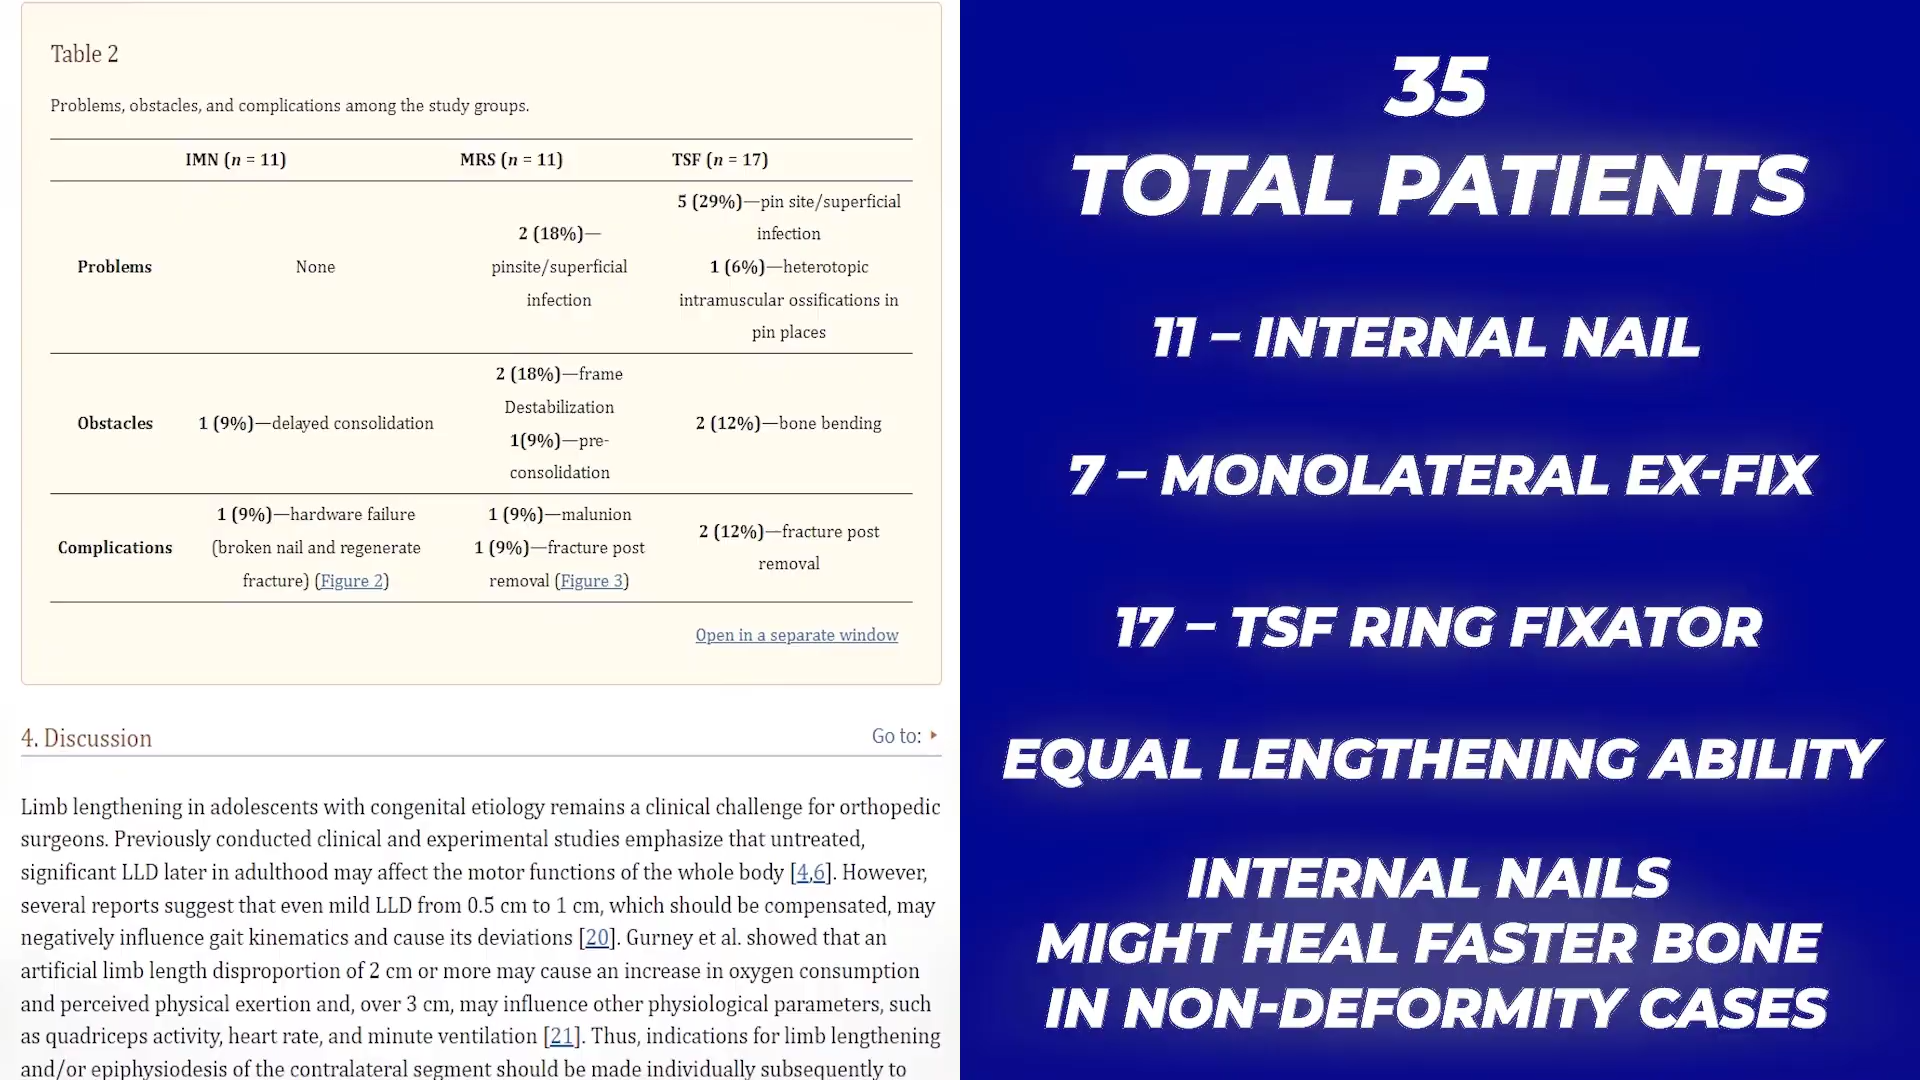 Table 2
Problems, obstacles, and complications among the study groups.
IMN (n = 11) MRS (n = 11) TSF (n = 17)
Problems
None
2 (18%)—
pinsite/superficial
infection
5 (29%)—pin site/superficial
infection
1 (6%)—heterotopic
intramuscular ossifications in
pin places
Obstacles
1 (9%)—delayed consolidation
2 (18%)—frame
Destabilization
1(9%)—pre-
consolidation
2 (12%)—bone bending
Complications
1 (9%)—hardware failure
(broken nail and regenerate
fracture) (Figure 2)
1 (9%)—malunion
1 (9%)—fracture post
removal (Figure 3)
2 (12%)—fracture post
removal
Open in a separate window
4. Discussion
Go to:
Limb lengthening in adolescents with congenital etiology remains a clinical challenge for orthopedic
surgeons. Previously conducted clinical and experimental studies emphasize that untreated,
significant LLD later in adulthood may affect the motor functions of the whole body [4,6]. However,
several reports suggest that even mild LLD from 0.5 cm to 1 cm, which should be compensated, may
negatively influence gait kinematics and cause its deviations [20]. Gurney et al. showed that an
artificial limb length disproportion of 2 cm or more may cause an increase in oxygen consumption
and perceived physical exertion and, over 3 cm, may influence other physiological parameters, such
as quadriceps activity, heart rate, and minute ventilation [21]. Thus, indications for limb lengthening
and/or epiphysiodesis of the contralateral segment should be made individually subsequently to
35
TOTAL PATIENTS
11 – INTERNAL NAIL
7 – MONOLATERAL EX-FIX
17 – TSF RING FIXATOR
EQUAL LENGTHENING ABILITY
INTERNAL NAILS
MIGHT HEAL FASTER BONE
IN NON-DEFORMITY CASES